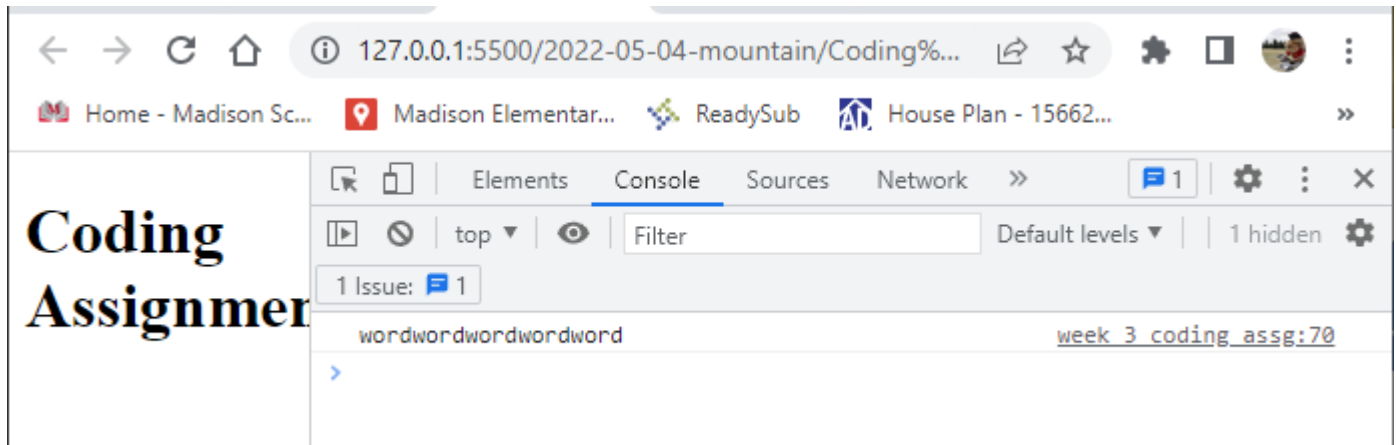 127.0.0.1:5500/2022-05-04-mountain/Coding%...
Home - Madison Sc... Madison Elementar... ReadySub House Plan - 15662... »
Elements Console Sources Network » 1
top Filter Default levels 1 hidden
1 Issue: 1
Coding
Assignmen
wordwordwordwordword week 3 coding assg:70
>